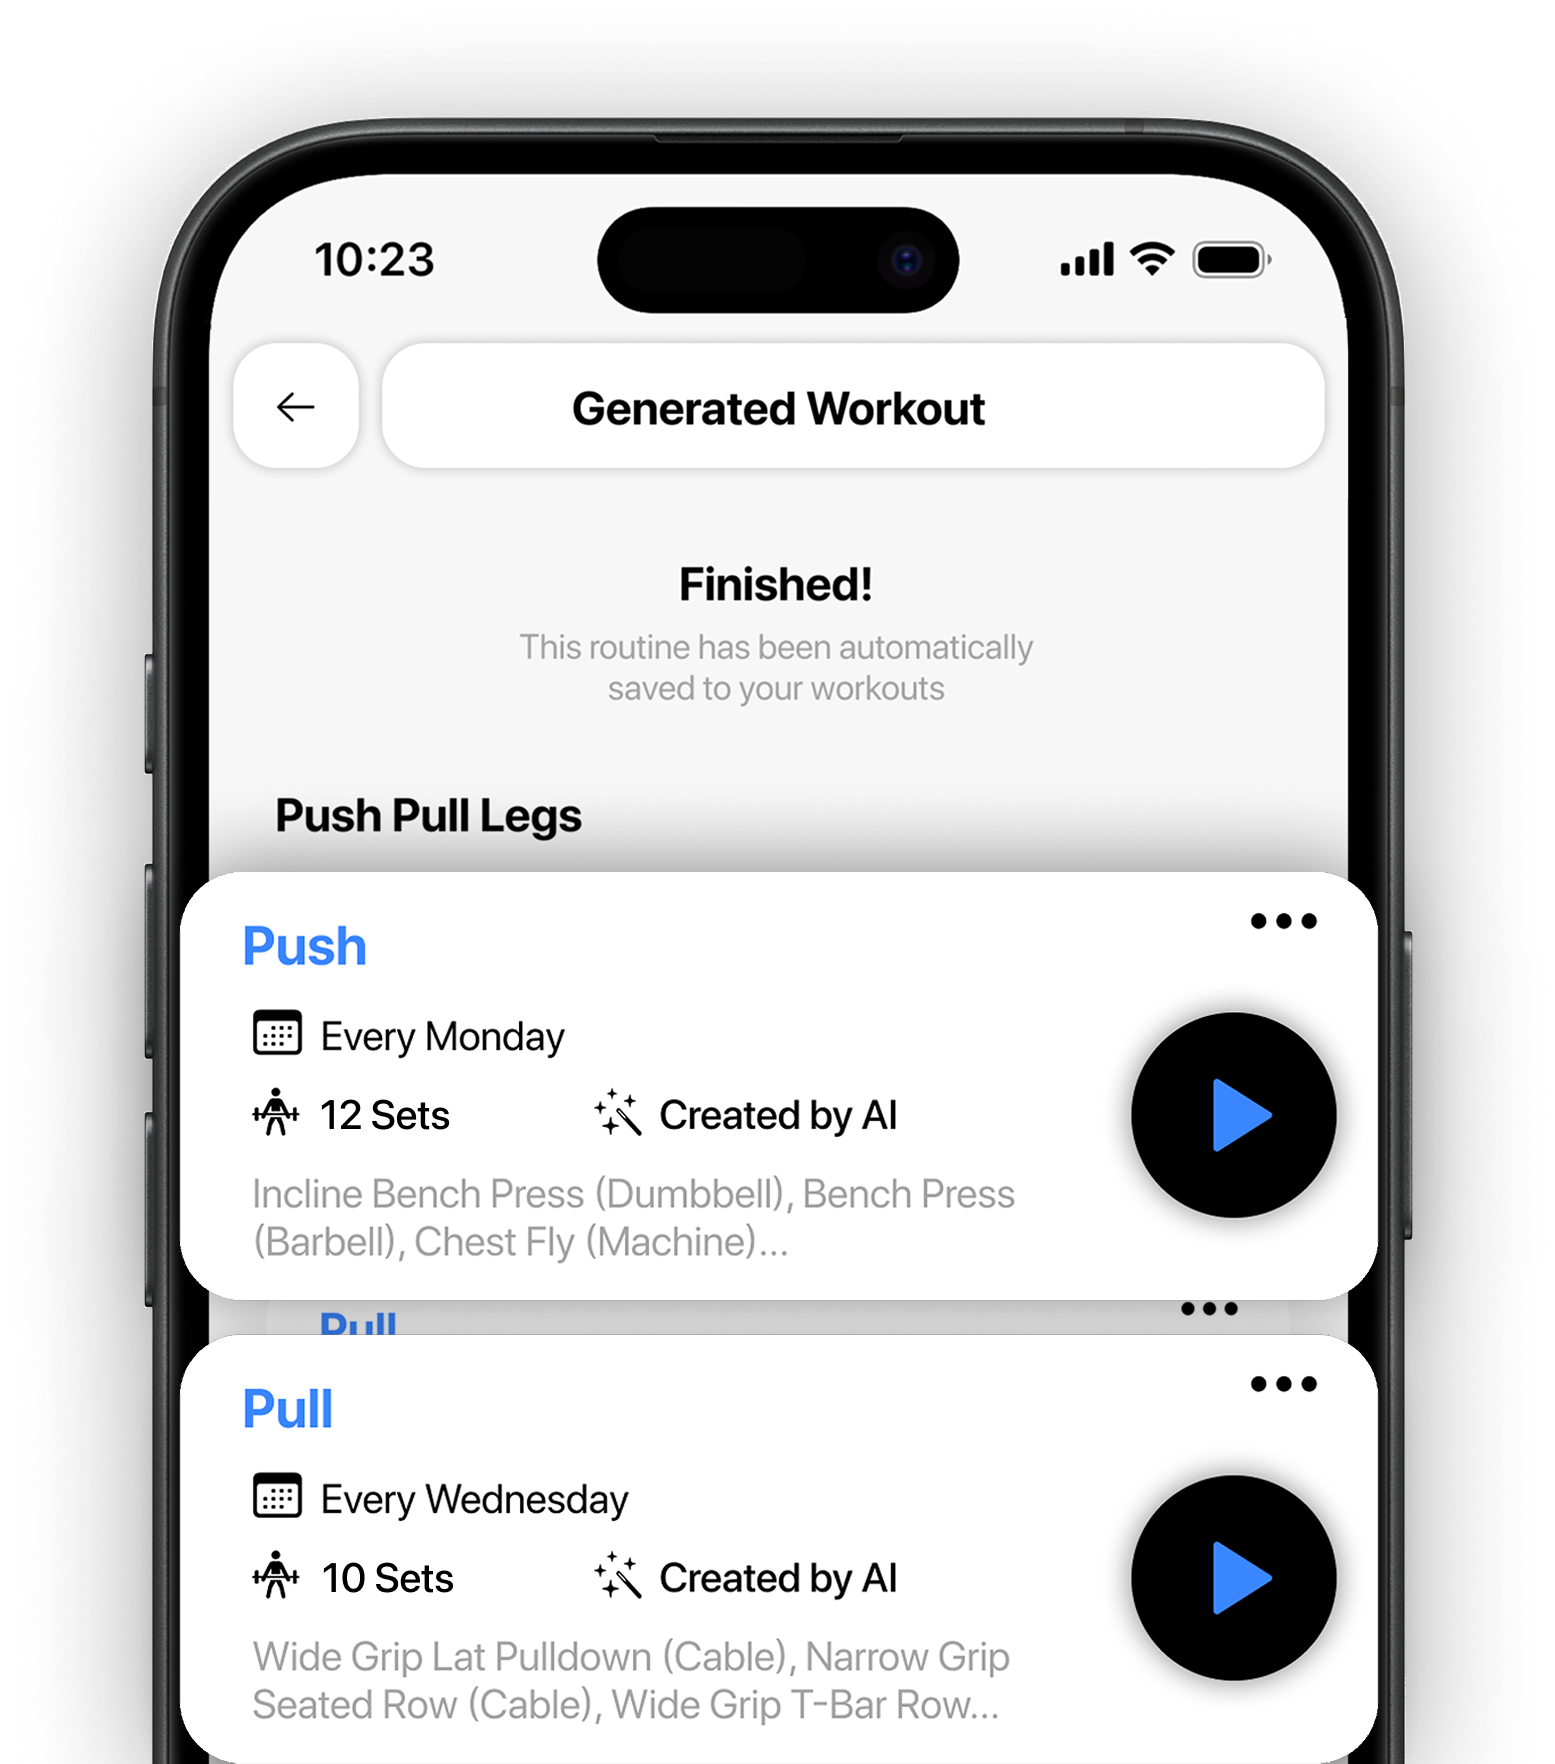 10:23
Generated Workout
Finished!
This routine has been automatically
saved to your workouts
Push Pull Legs
Push
Every Monday
12 Sets
Created by AI
Incline Bench Press (Dumbbell), Bench Press
(Barbell), Chest Fly (Machine)...
Pull
Pull
Every Wednesday
10 Sets
Created by AI
Wide Grip Lat Pulldown (Cable), Narrow Grip
Seated Row (Cable), Wide Grip T-Bar Row...